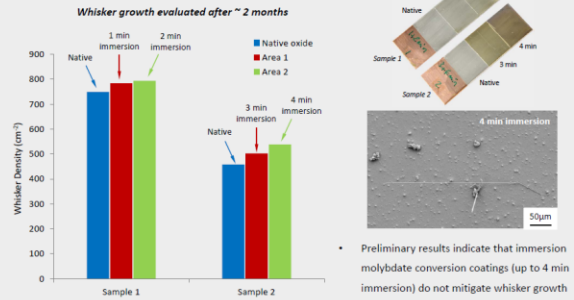 Whisker growth evaluated after ~ 2 months
Whisker Density (cm-2)
900
800
700
600
500
400
300
200
100
0
Native
1 min
immersion
2 min
immersion
Native oxide
Area 1
Area 2
Native
3 min
immersion
4 min
immersion
Sample 1
Sample 2
Native
Sample 1
4 min
3 min
Native
Sample 2
4 min immersion
50µm
• Preliminary results indicate that immersion
molybdate conversion coatings (up to 4 min
immersion) do not mitigate whisker growth